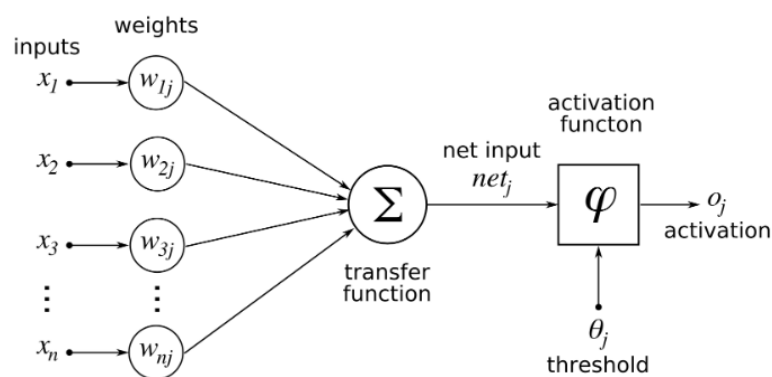 weights
inputs
x1
w1j
x2
w2j
x3
w3j
⋮
⋮
xn
wnj
Σ
transfer
function
net input
netj
activation
functon
φ
oj
activation
θj
threshold